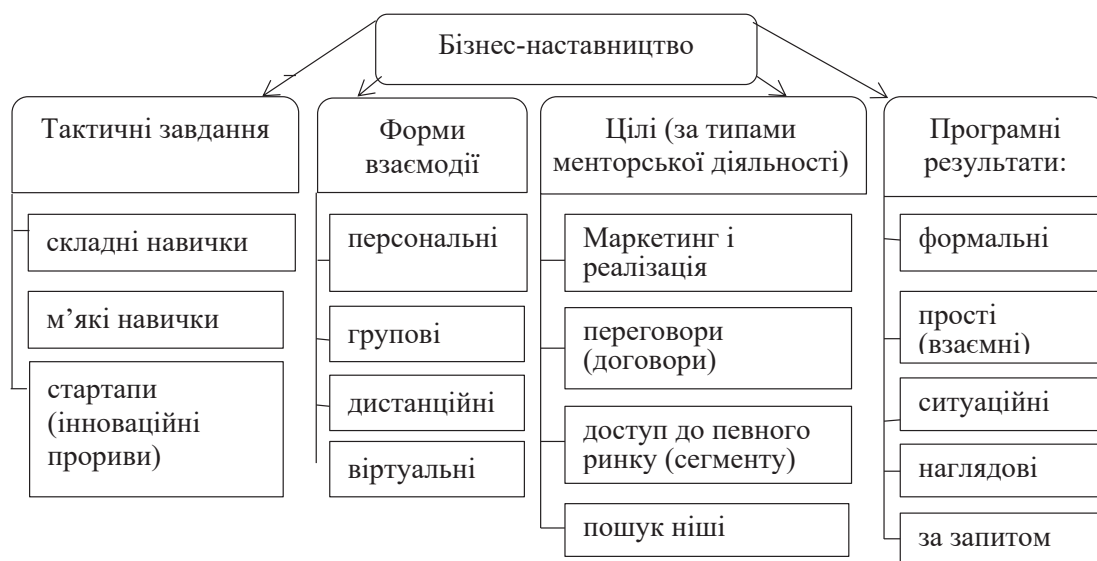 Бізнес-наставництво
Тактичні завдання
складні навички
м’які навички
стартапи
(інноваційні
прориви)
Форми
взаємодії
персональні
групові
дистанційні
віртуальні
Цілі (за типами
менторської діяльності)
Маркетинг і
реалізація
переговори
(договори)
доступ до певного
ринку (сегменту)
пошук ніші
Програмні
результати:
формальні
прості
(взаємні)
ситуаційні
наглядові
за запитом